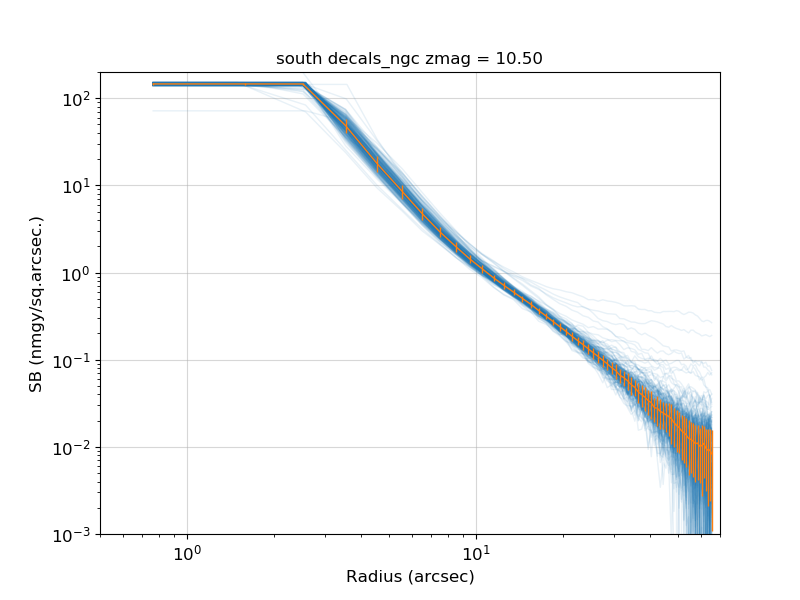 south decals_ngc zmag = 10.50
SB (nmgy/sq.arcsec.)
10²
10¹
10⁰
10⁻¹
10⁻²
10⁻³
10⁰ 10¹
Radius (arcsec)